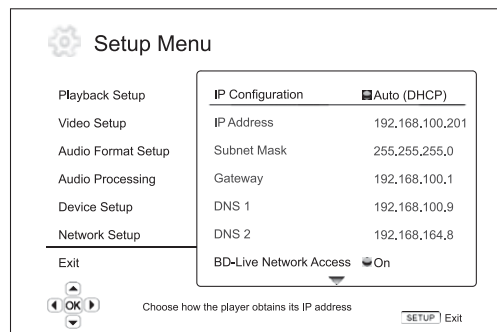 Setup Menu
Playback Setup
Video Setup
Audio Format Setup
Audio Processing
Device Setup
Network Setup
Exit
IP Configuration Auto (DHCP)
IP Address 192.168.100.201
Subnet Mask 255.255.255.0
Gateway 192.168.100.1
DNS 1 192.168.100.9
DNS 2 192.168.164.8
BD-Live Network Access On
OK
Choose how the player obtains its IP address
SETUP Exit